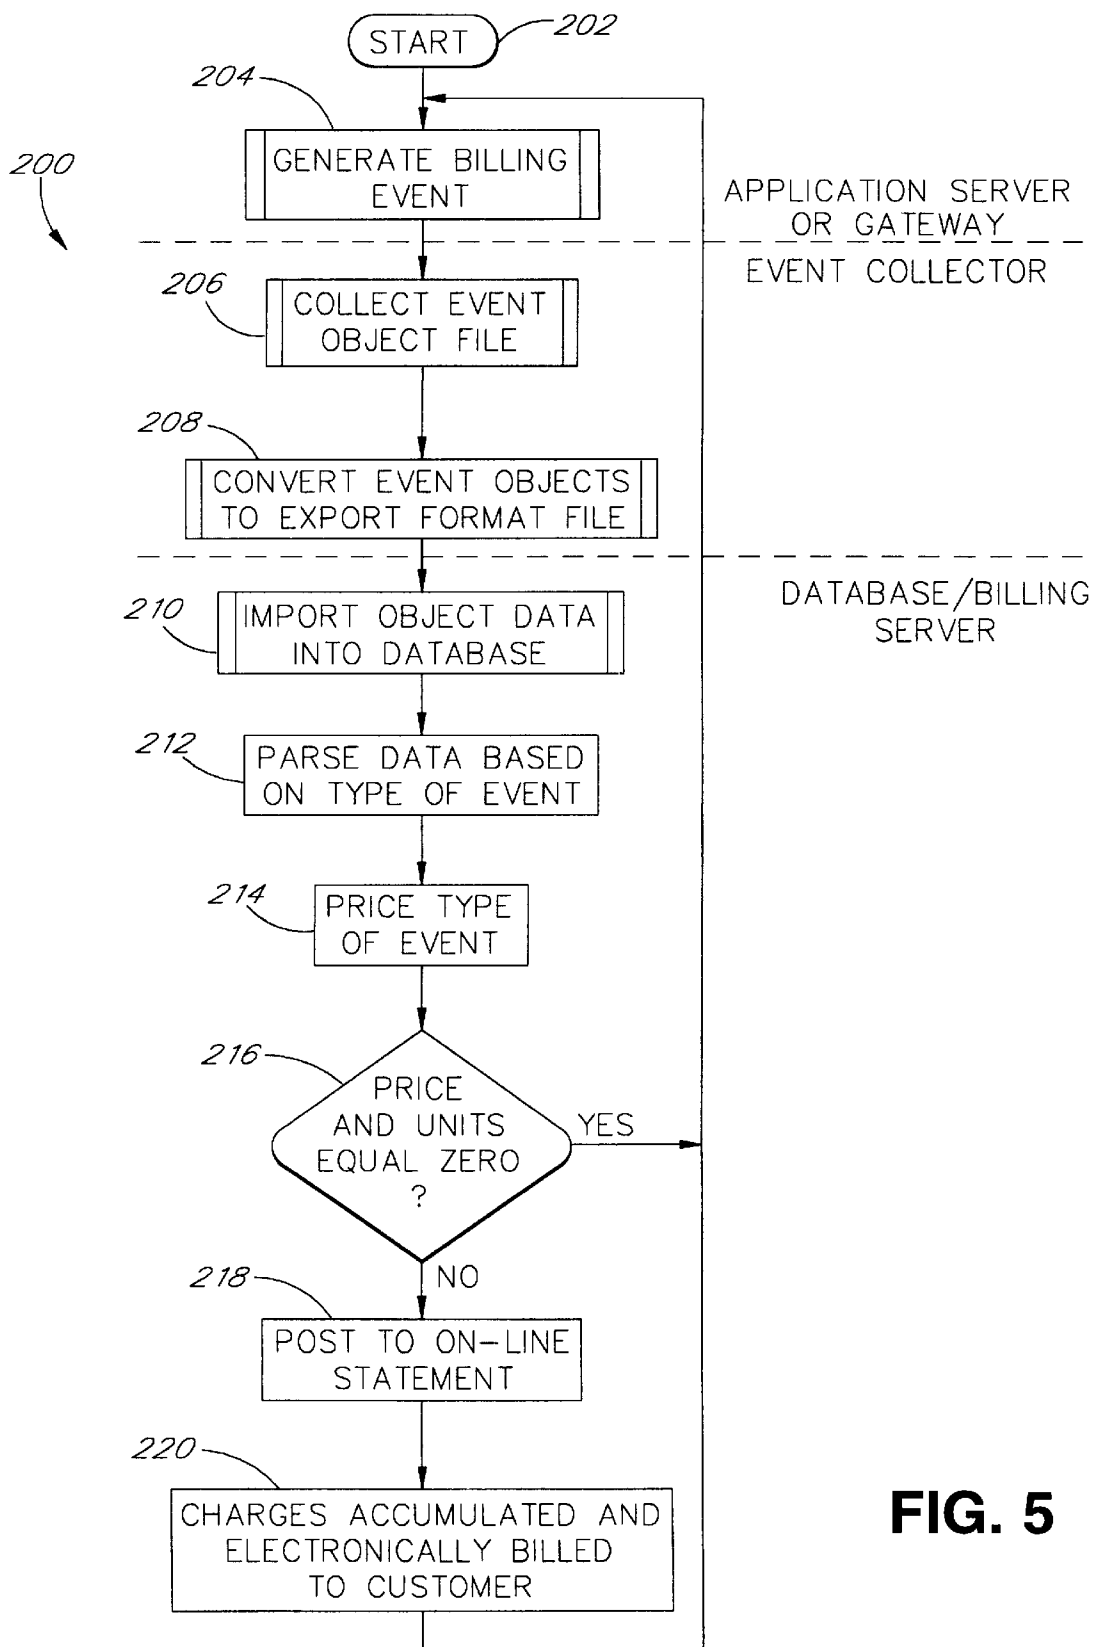 START
202
204
GENERATE BILLING
EVENT
200
APPLICATION SERVER
OR GATEWAY
EVENT COLLECTOR
206
COLLECT EVENT
OBJECT FILE
208
CONVERT EVENT OBJECTS
TO EXPORT FORMAT FILE
DATABASE/BILLING
SERVER
210
IMPORT OBJECT DATA
INTO DATABASE
212
PARSE DATA BASED
ON TYPE OF EVENT
214
PRICE TYPE
OF EVENT
216
PRICE
AND UNITS
EQUAL ZERO
?
YES
NO
218
POST TO ON-LINE
STATEMENT
220
CHARGES ACCUMULATED AND
ELECTRONICALLY BILLED
TO CUSTOMER
FIG. 5